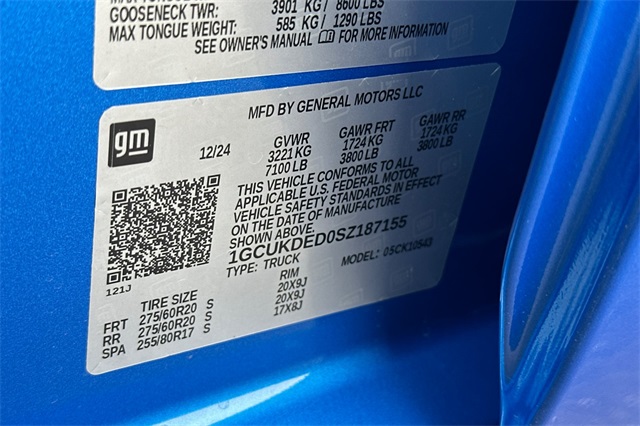 GOOSENECK TWR: 3901 KG / 8600 LBS
MAX TONGUE WEIGHT: 585 KG / 1290 LBS
SEE OWNER'S MANUAL FOR MORE INFORMATION
MFD BY GENERAL MOTORS LLC
gm
12/24 GVWR GAWR FRT GAWR RR
3221 KG 1724 KG 1724 KG
7100 LB 3800 LB 3800 LB
THIS VEHICLE CONFORMS TO ALL
APPLICABLE U.S. FEDERAL MOTOR
VEHICLE SAFETY STANDARDS IN EFFECT
ON THE DATE OF MANUFACTURE
SHOWN ABOVE.
1GCUKDED0SZ187155
TYPE: TRUCK MODEL: 05CK10543
121J
TIRE SIZE RIM
FRT 275/60R20 S 20X9J
RR 275/60R20 S 20X9J
SPA 255/80R17 S 17X8J